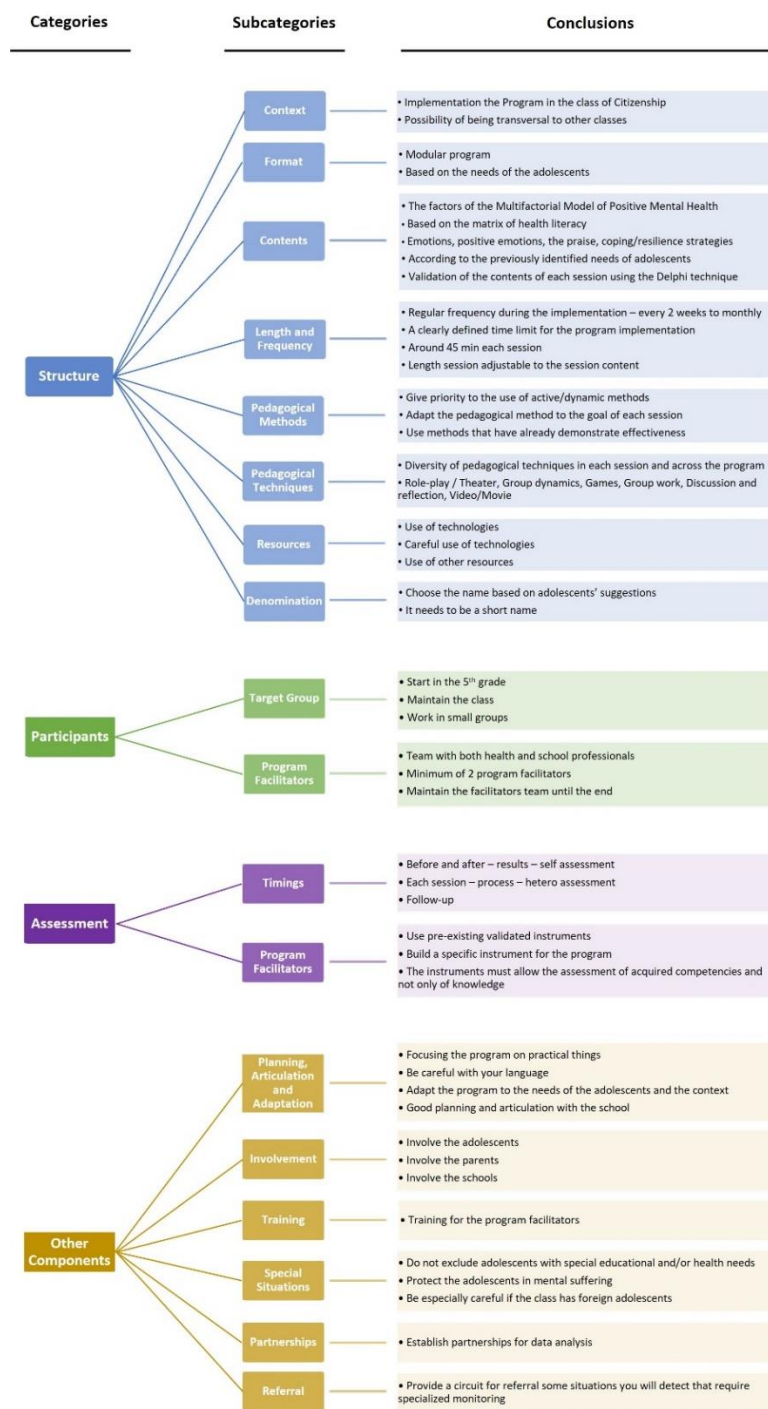 Categories
Subcategories
Conclusions
Structure
Context
• Implementation the Program in the class of Citizenship
• Possibility of being transversal to other classes
Format
• Modular program
• Based on the needs of the adolescents
Contents
• The factors of the Multifactorial Model of Positive Mental Health
• Based on the matrix of health literacy
• Emotions, positive emotions, the praise, coping/resilience strategies
• According to the previously identified needs of adolescents
• Validation of the contents of each session using the Delphi technique
Length and
Frequency
• Regular frequency during the implementation – every 2 weeks to monthly
• A clearly defined time limit for the program implementation
• Around 45 min each session
• Length session adjustable to the session content
Pedagogical
Methods
• Give priority to the use of active/dynamic methods
• Adapt the pedagogical method to the goal of each session
• Use methods that have already demonstrate effectiveness
Pedagogical
Techniques
• Diversity of pedagogical techniques in each session and across the program
• Role-play / Theater, Group dynamics, Games, Group work, Discussion and
reflection, Video/Movie
Resources
• Use of technologies
• Careful use of technologies
• Use of other resources
Denomination
• Choose the name based on adolescents' suggestions
• It needs to be a short name
Participants
Target Group
• Start in the 5th grade
• Maintain the class
• Work in small groups
Program
Facilitators
• Team with both health and school professionals
• Minimum of 2 program facilitators
• Maintain the facilitators team until the end
Assessment
Timings
• Before and after – results – self assessment
• Each session – process – hetero assessment
• Follow-up
Program
Facilitators
• Use pre-existing validated instruments
• Build a specific instrument for the program
• The instruments must allow the assessment of acquired competencies and
not only of knowledge
Other
Components
Planning,
Articulation
and
Adaptation
• Focusing the program on practical things
• Be careful with your language
• Adapt the program to the needs of the adolescents and the context
• Good planning and articulation with the school
Involvement
• Involve the adolescents
• Involve the parents
• Involve the schools
Training
• Training for the program facilitators
Special
Situations
• Do not exclude adolescents with special educational and/or health needs
• Protect the adolescents in mental suffering
• Be especially careful if the class has foreign adolescents
Partnerships
• Establish partnerships for data analysis
Referral
• Provide a circuit for referral some situations you will detect that require
specialized monitoring